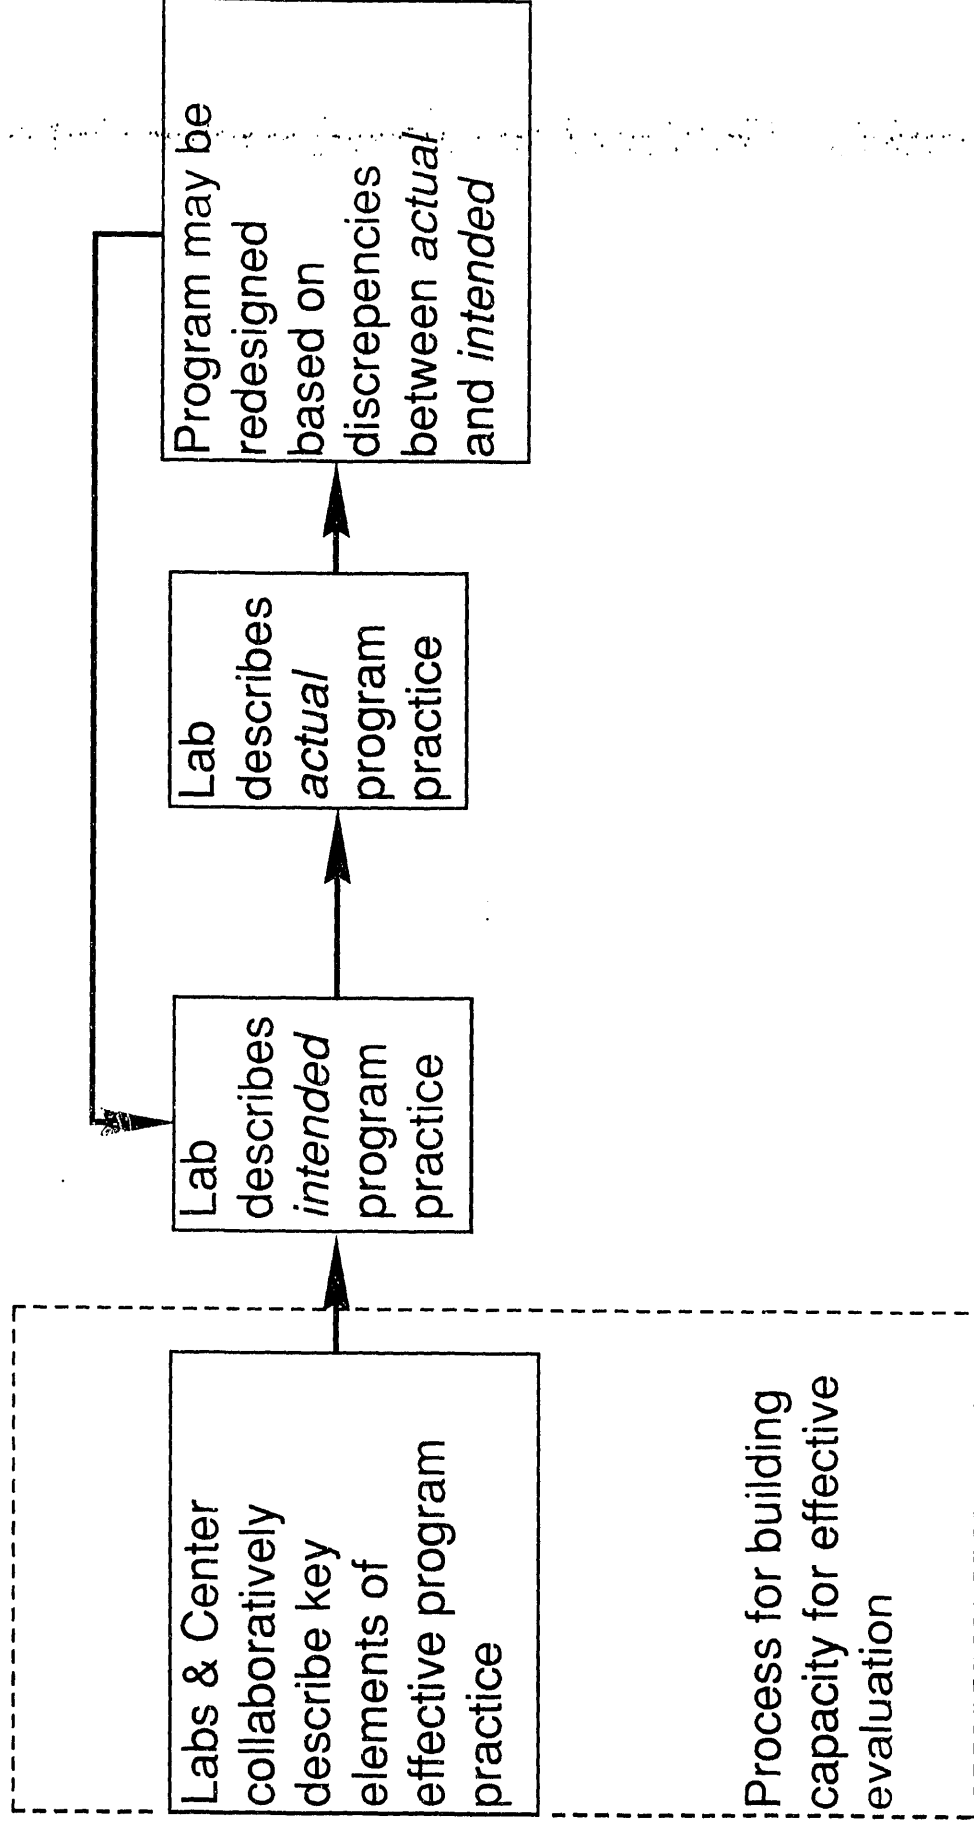 Labs & Center
collaboratively
describe key
elements of
effective program
practice
Lab
describes
intended
program
practice
Lab
describes
actual
program
practice
Program may be
redesigned
based on
discrepencies
between actual
and intended
Process for building
capacity for effective
evaluation